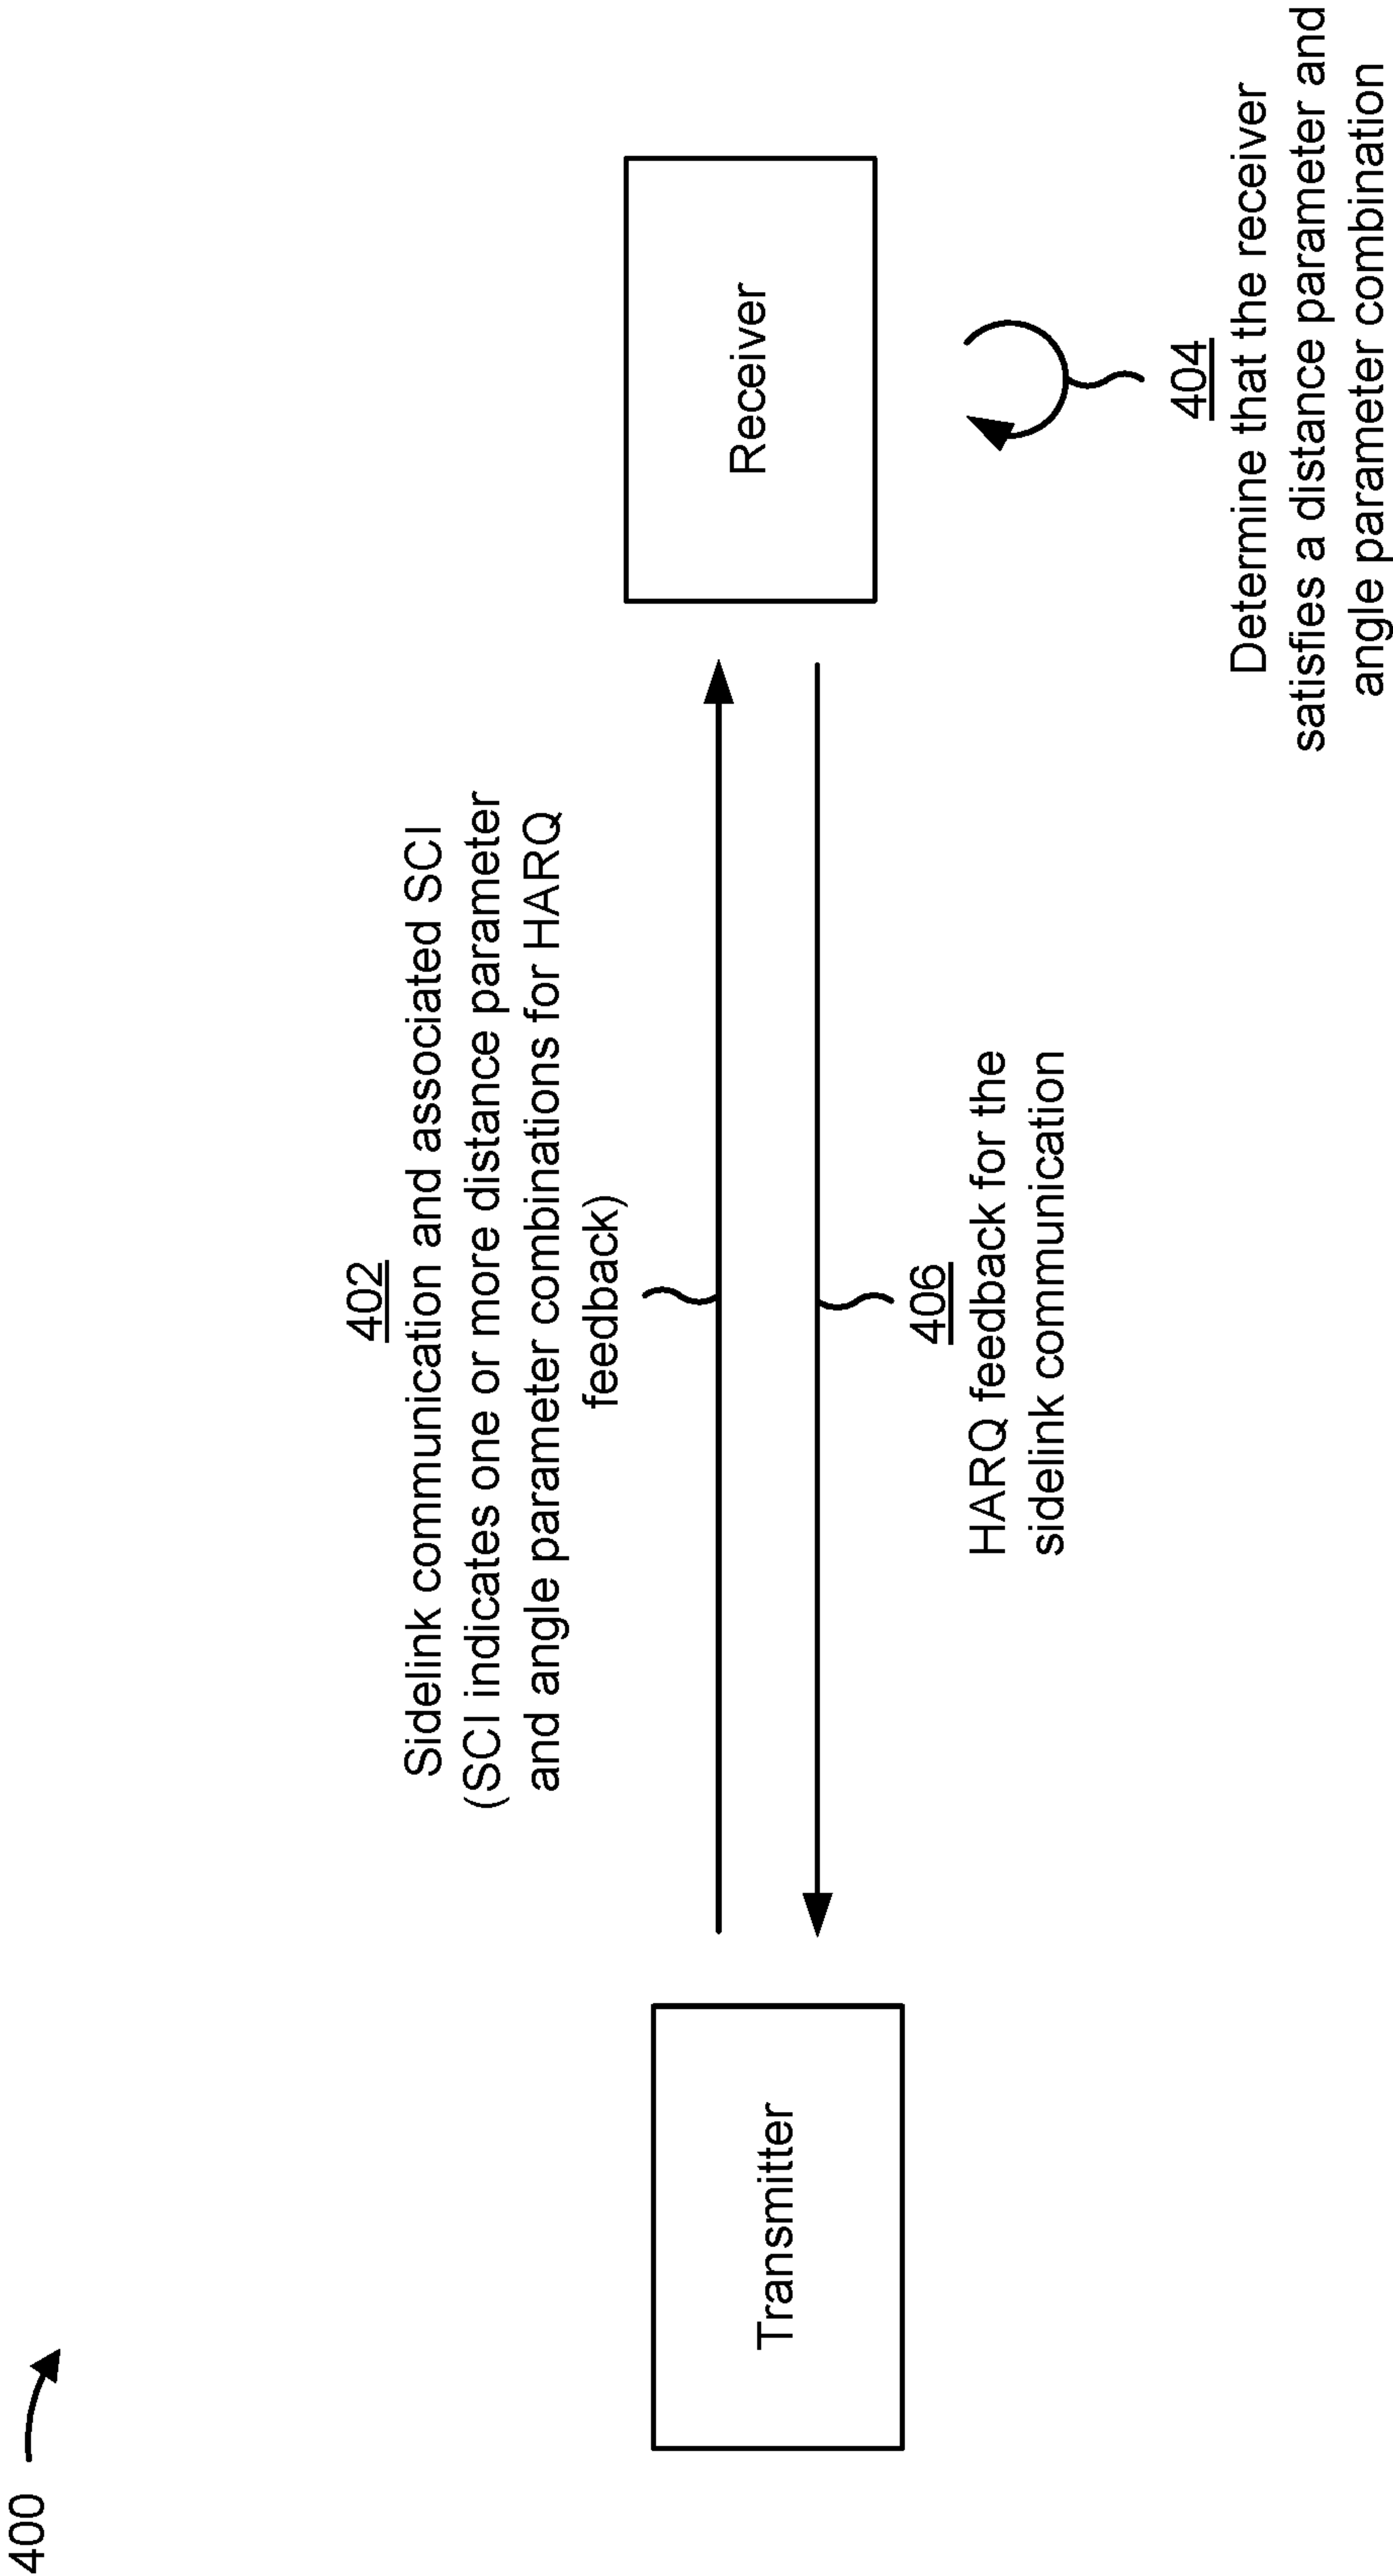 400
402
Sidelink communication and associated SCI
(SCI indicates one or more distance parameter
and angle parameter combinations for HARQ
feedback)
Transmitter
Receiver
406
HARQ feedback for the
sidelink communication
404
Determine that the receiver
satisfies a distance parameter and
angle parameter combination